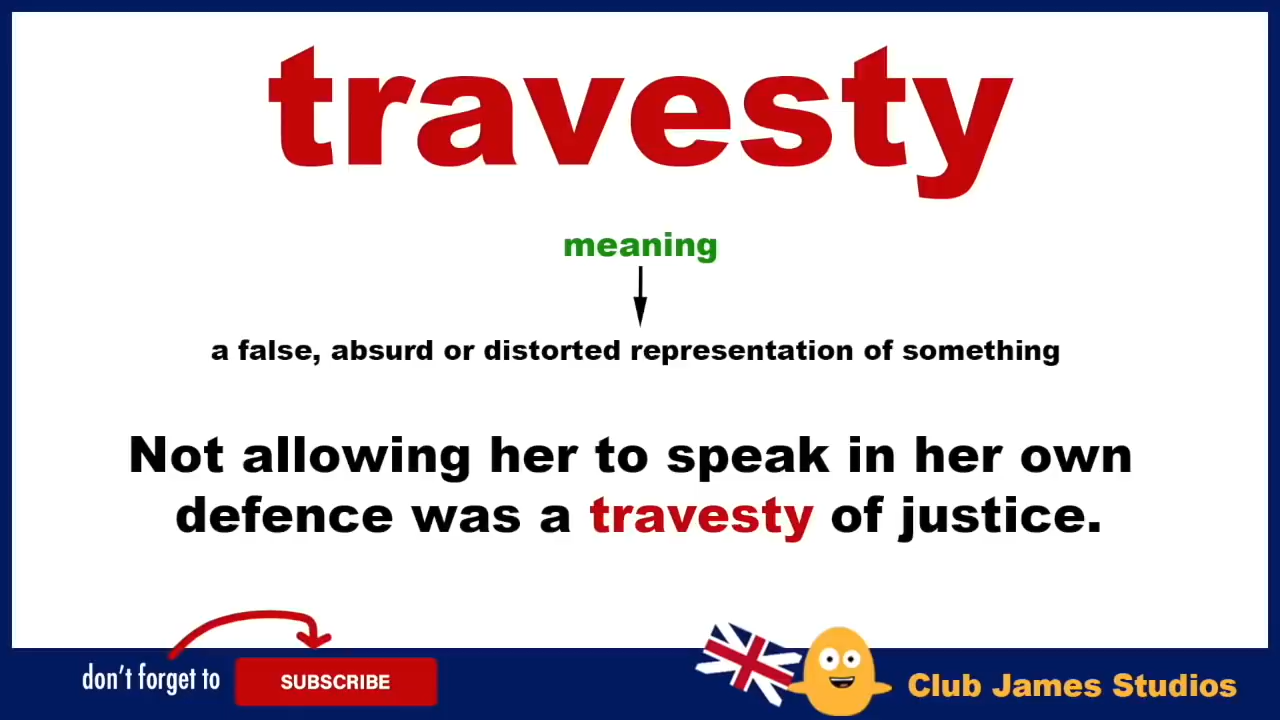 travesty
meaning
a false, absurd or distorted representation of something
Not allowing her to speak in her own
defence was a travesty of justice.
don't forget to
SUBSCRIBE
Club James Studios